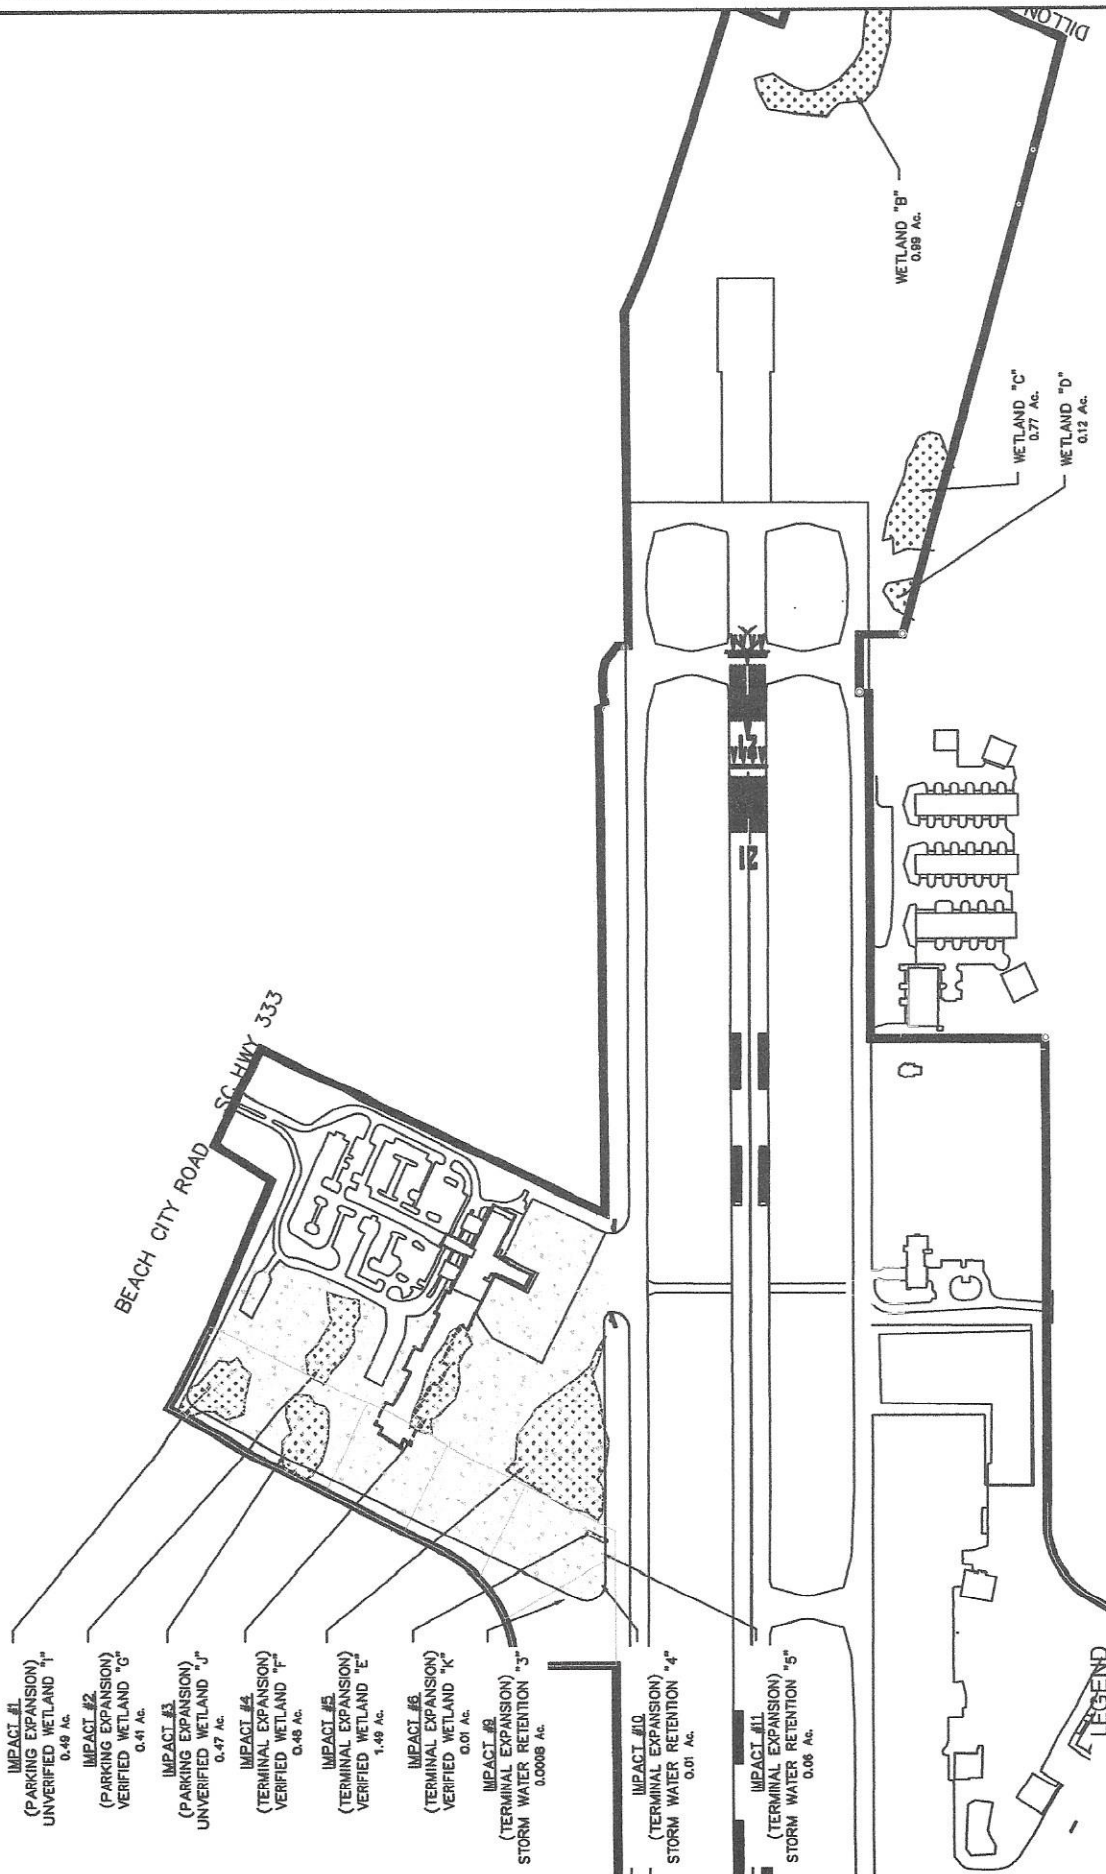 DILLON
WETLAND "B"
0.99 Ac.
WETLAND "C"
0.77 Ac.
WETLAND "D"
0.12 Ac.
21
21
SC HWY 333
BEACH CITY ROAD
IMPACT #1
(PARKING EXPANSION)
UNVERIFIED WETLAND "I"
0.49 Ac.
IMPACT #2
(PARKING EXPANSION)
VERIFIED WETLAND "G"
0.41 Ac.
IMPACT #3
(PARKING EXPANSION)
UNVERIFIED WETLAND "J"
0.47 Ac.
IMPACT #4
(TERMINAL EXPANSION)
VERIFIED WETLAND "F"
0.48 Ac.
IMPACT #5
(TERMINAL EXPANSION)
VERIFIED WETLAND "E"
1.49 Ac.
IMPACT #6
(TERMINAL EXPANSION)
VERIFIED WETLAND "K"
0.01 Ac.
IMPACT #9
(TERMINAL EXPANSION)
STORM WATER RETENTION "3"
0.0008 Ac.
IMPACT #10
(TERMINAL EXPANSION)
STORM WATER RETENTION "4"
0.01 Ac.
IMPACT #11
(TERMINAL EXPANSION)
STORM WATER RETENTION "5"
0.06 Ac.
LEGEND